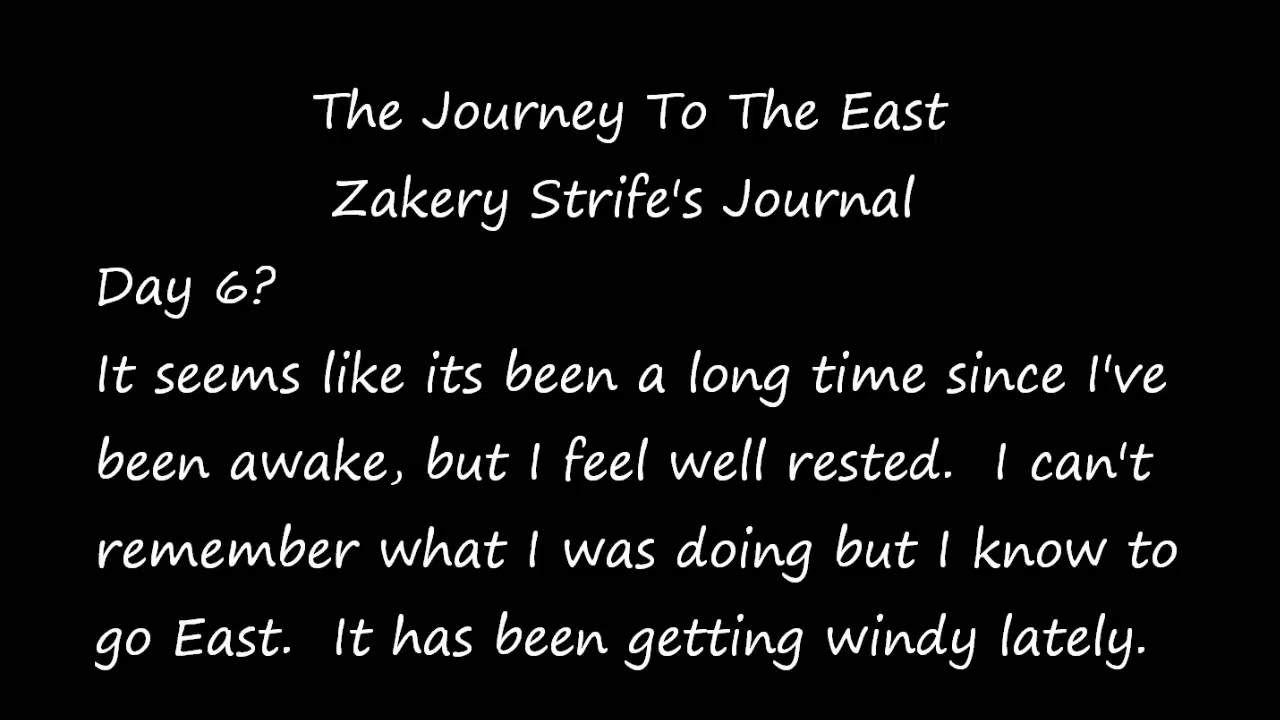 The Journey To The East
Zakery Strife's Journal
Day 6?
It seems like its been a long time since I've
been awake, but I feel well rested.  I can't
remember what I was doing but I know to
go East.  It has been getting windy lately.